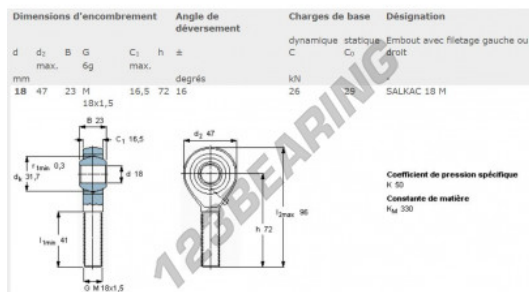 Dimensions d'encombrement Angle de déversement Charges de base Désignation
dynamique statique Embout avec filetage gauche ou droit
d d₂ B G C₁ h ± C C₀
max. 6g max.
mm degrés kN -
18 47 23 M 18x1,5 16,5 72 16 26 29 SALKAC 18 M
B 23
C₁ 16,5
r₁min 0,3
dₖ 31,7
d 18
l₁min 41
G M 18x1,5
d₂ 47
h 72
l₂max 96
Coefficient de pression spécifique
K 50
Constante de matière
K_M 330
123BEARING